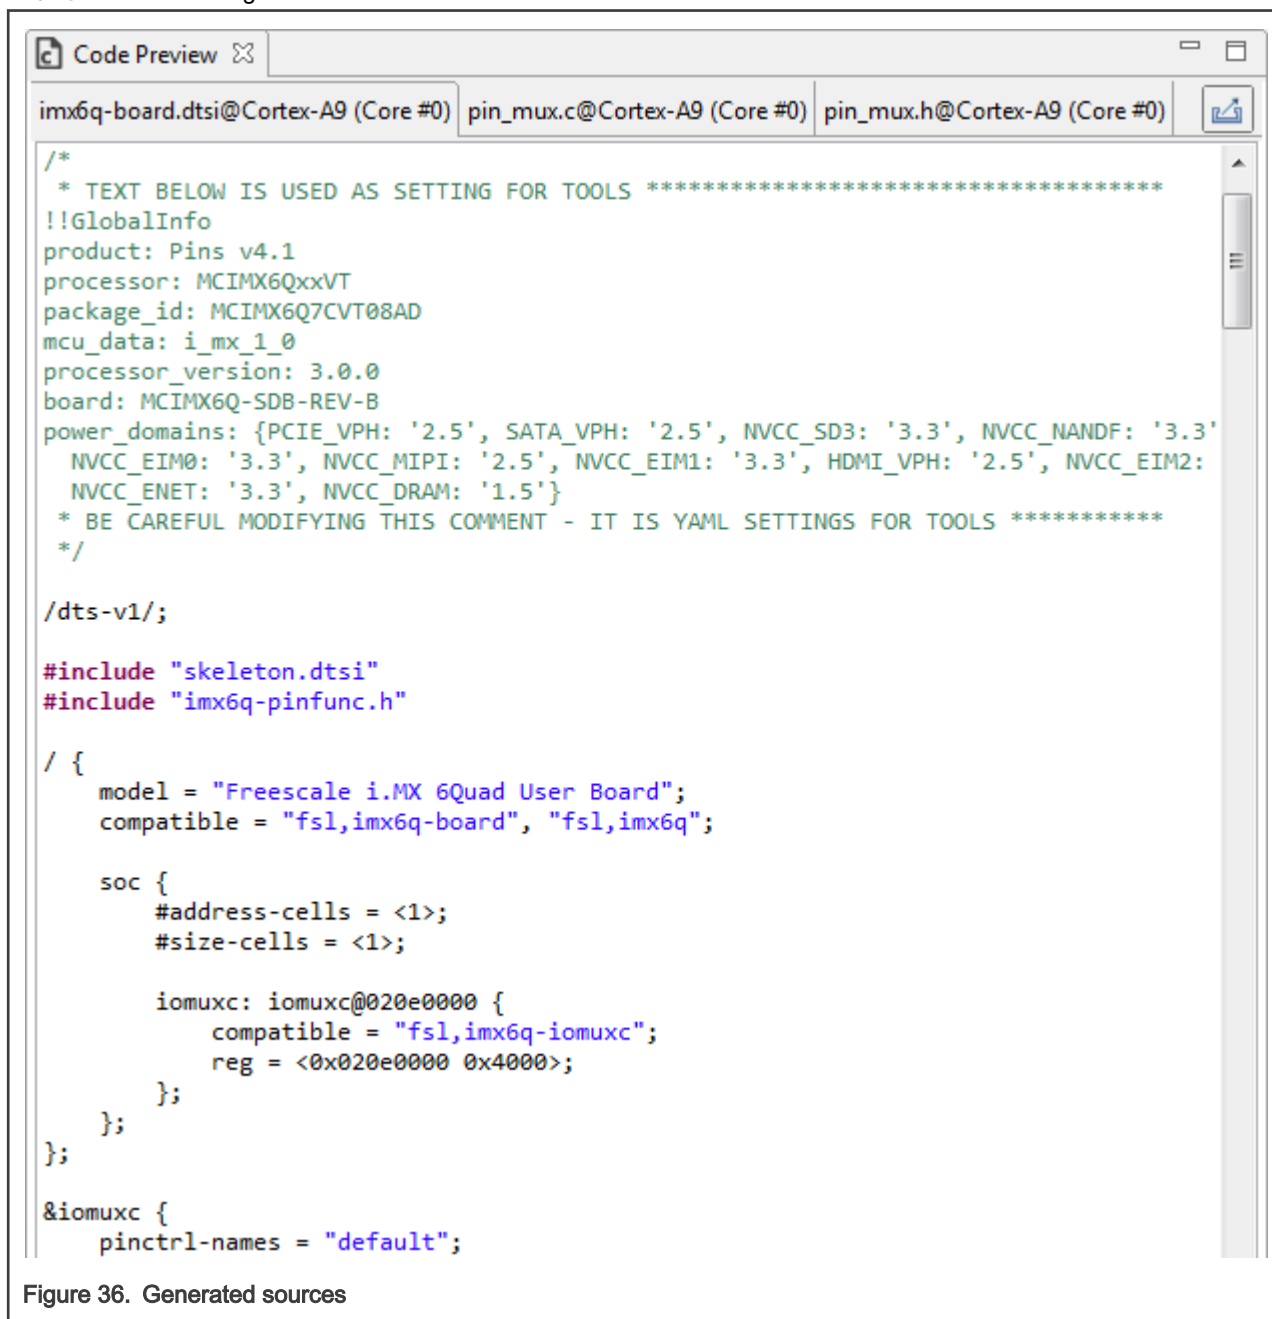 Code Preview
imx6q-board.dtsi@Cortex-A9 (Core #0) pin_mux.c@Cortex-A9 (Core #0) pin_mux.h@Cortex-A9 (Core #0)
/*
 * TEXT BELOW IS USED AS SETTING FOR TOOLS *************************************
!!GlobalInfo
product: Pins v4.1
processor: MCIMX6QxxVT
package_id: MCIMX6Q7CVT08AD
mcu_data: i_mx_1_0
processor_version: 3.0.0
board: MCIMX6Q-SDB-REV-B
power_domains: {PCIE_VPH: '2.5', SATA_VPH: '2.5', NVCC_SD3: '3.3', NVCC_NANDF: '3.3'
  NVCC_EIM0: '3.3', NVCC_MIPI: '2.5', NVCC_EIM1: '3.3', HDMI_VPH: '2.5', NVCC_EIM2:
  NVCC_ENET: '3.3', NVCC_DRAM: '1.5'}
 * BE CAREFUL MODIFYING THIS COMMENT - IT IS YAML SETTINGS FOR TOOLS ***********
 */
/dts-v1/;
#include "skeleton.dtsi"
#include "imx6q-pinfunc.h"
/ {
    model = "Freescale i.MX 6Quad User Board";
    compatible = "fsl,imx6q-board", "fsl,imx6q";
    soc {
        #address-cells = <1>;
        #size-cells = <1>;
        iomuxc: iomuxc@020e0000 {
            compatible = "fsl,imx6q-iomuxc";
            reg = <0x020e0000 0x4000>;
        };
    };
};
&iomuxc {
    pinctrl-names = "default";
Figure 36. Generated sources